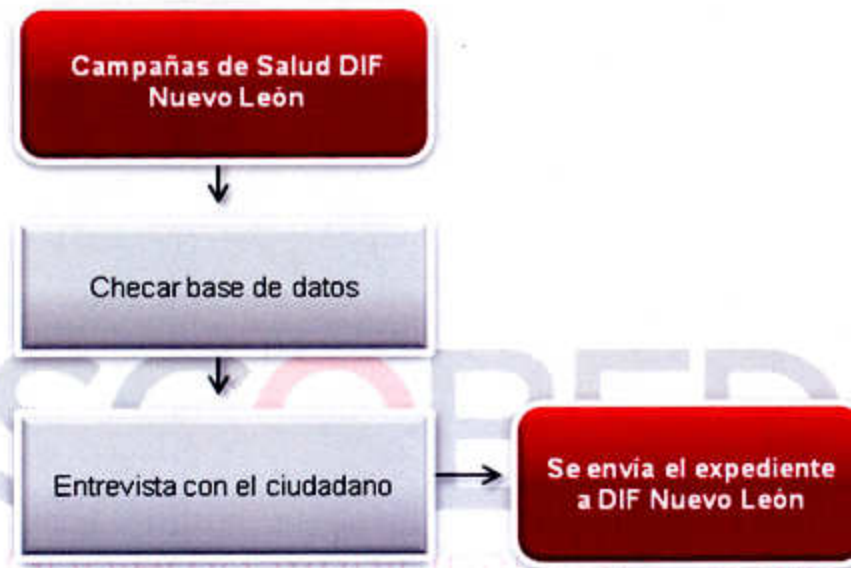 Campañas de Salud DIF
Nuevo León
Checar base de datos
Entrevista con el ciudadano
Se envía el expediente
a DIF Nuevo León